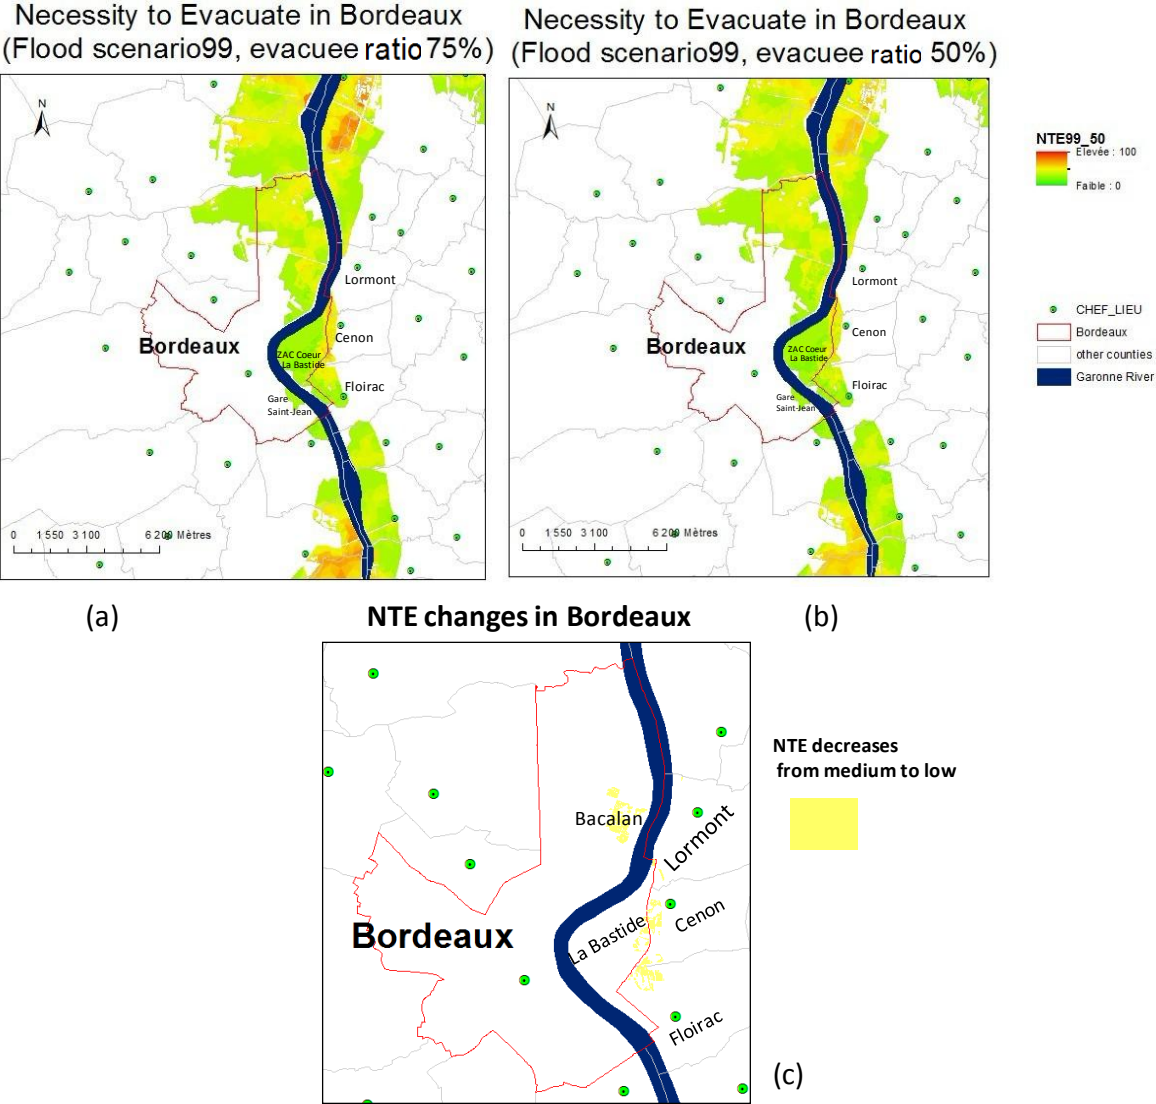 Necessity to Evacuate in Bordeaux
(Flood scenario99, evacuee ratio 75%)
N
Lormont
Cenon
Bordeaux
ZAC Coeur
La Bastide
Floirac
Gare
Saint-Jean
0 1 550 3 100 6 200 Mètres
(a)
Necessity to Evacuate in Bordeaux
(Flood scenario99, evacuee ratio 50%)
N
Lormont
Cenon
Bordeaux
ZAC Coeur
La Bastide
Floirac
Gare
Saint-Jean
0 1 550 3 100 6 200 Mètres
(b)
NTE99_50
Elevée : 100
Faible : 0
CHEF_LIEU
Bordeaux
other counties
Garonne River
NTE changes in Bordeaux
Bacalan
Lormont
Bordeaux
La Bastide
Cenon
Floirac
NTE decreases
from medium to low
(c)